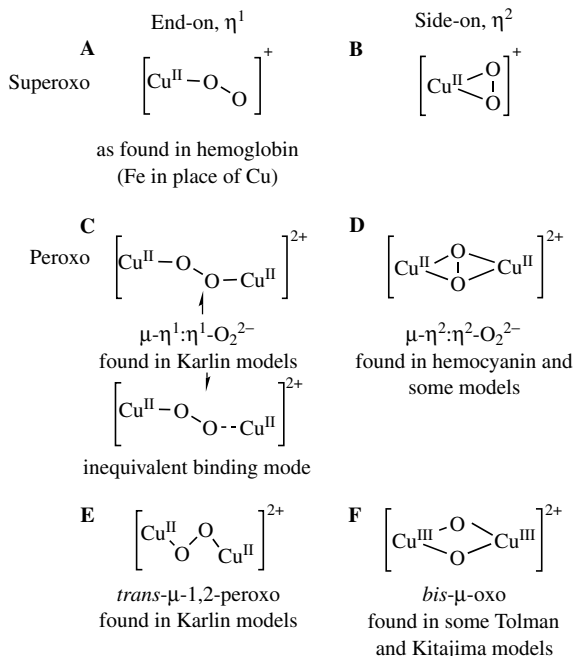 End-on, η¹ Side-on, η²
A B
Superoxo
[Cuᴵᴵ O O]⁺ [Cuᴵᴵ O O]⁺
as found in hemoglobin
(Fe in place of Cu)
C D
Peroxo
[Cuᴵᴵ O O Cuᴵᴵ]²⁺ [Cuᴵᴵ O O Cuᴵᴵ]²⁺
μ-η¹:η¹-O₂²⁻ μ-η²:η²-O₂²⁻
found in Karlin models found in hemocyanin and
some models
[Cuᴵᴵ O O Cuᴵᴵ]²⁺
inequivalent binding mode
E F
[Cuᴵᴵ O O Cuᴵᴵ]²⁺ [Cuᴵᴵᴵ O O Cuᴵᴵᴵ]²⁺
trans-μ-1,2-peroxo bis-μ-oxo
found in Karlin models found in some Tolman
and Kitajima models